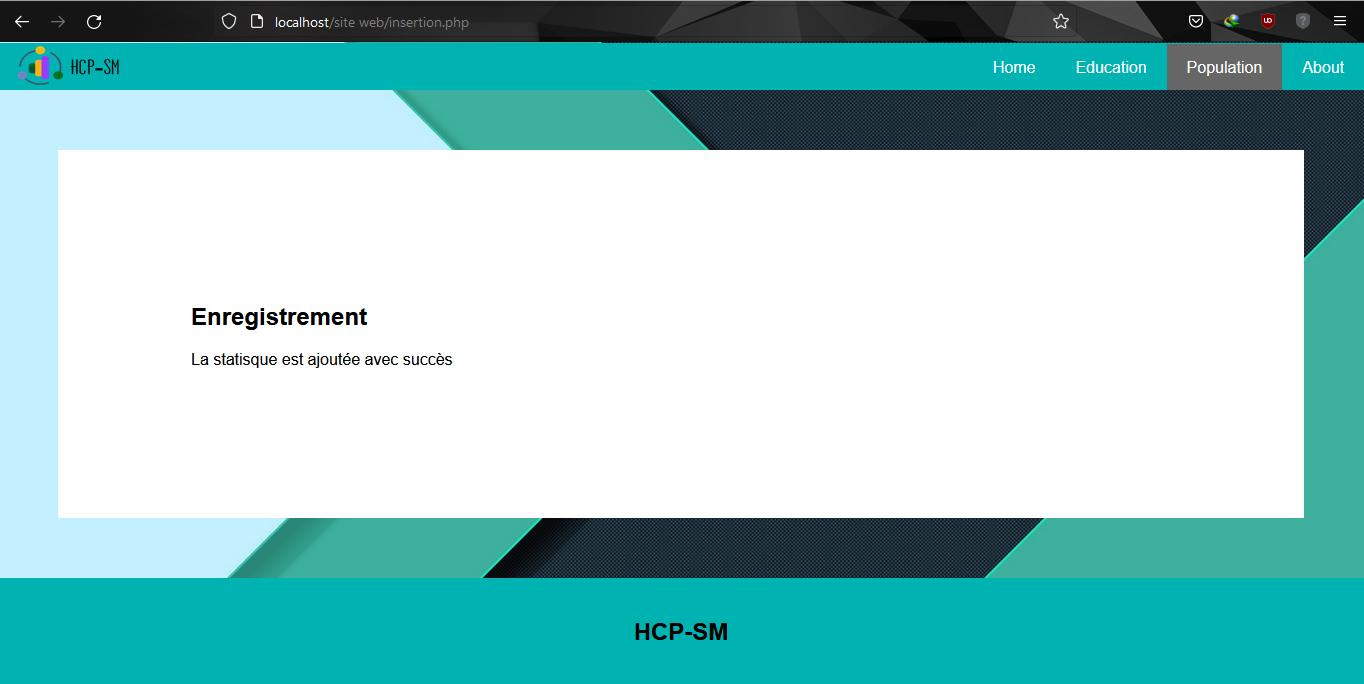 localhost/site web/insertion.php
HCP-SM
Home Education Population About
Enregistrement
La statisque est ajoutée avec succès
HCP-SM